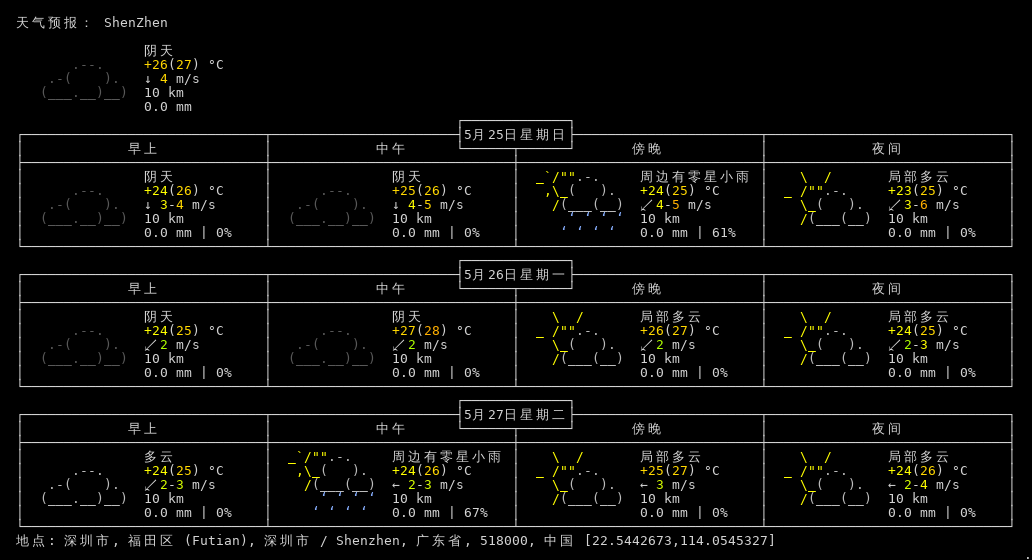 天气预报： ShenZhen
阴天
+26(27) °C
↓ 4 m/s
10 km
0.0 mm
5月25日星期日
早上 中午 傍晚 夜间
阴天 阴天 周边有零星小雨 局部多云
+24(26) °C +25(26) °C +24(25) °C +23(25) °C
↓ 3-4 m/s ↓ 4-5 m/s ↙ 4-5 m/s ↙ 3-6 m/s
10 km 10 km 10 km 10 km
0.0 mm | 0% 0.0 mm | 0% 0.0 mm | 61% 0.0 mm | 0%
5月26日星期一
早上 中午 傍晚 夜间
阴天 阴天 局部多云 局部多云
+24(25) °C +27(28) °C +26(27) °C +24(25) °C
↙ 2 m/s ↙ 2 m/s ↙ 2 m/s ↙ 2-3 m/s
10 km 10 km 10 km 10 km
0.0 mm | 0% 0.0 mm | 0% 0.0 mm | 0% 0.0 mm | 0%
5月27日星期二
早上 中午 傍晚 夜间
多云 周边有零星小雨 局部多云 局部多云
+24(25) °C +24(26) °C +25(27) °C +24(26) °C
↙ 2-3 m/s ← 2-3 m/s ← 3 m/s ← 2-4 m/s
10 km 10 km 10 km 10 km
0.0 mm | 0% 0.0 mm | 67% 0.0 mm | 0% 0.0 mm | 0%
地点: 深圳市, 福田区 (Futian), 深圳市 / Shenzhen, 广东省, 518000, 中国 [22.5442673,114.0545327]